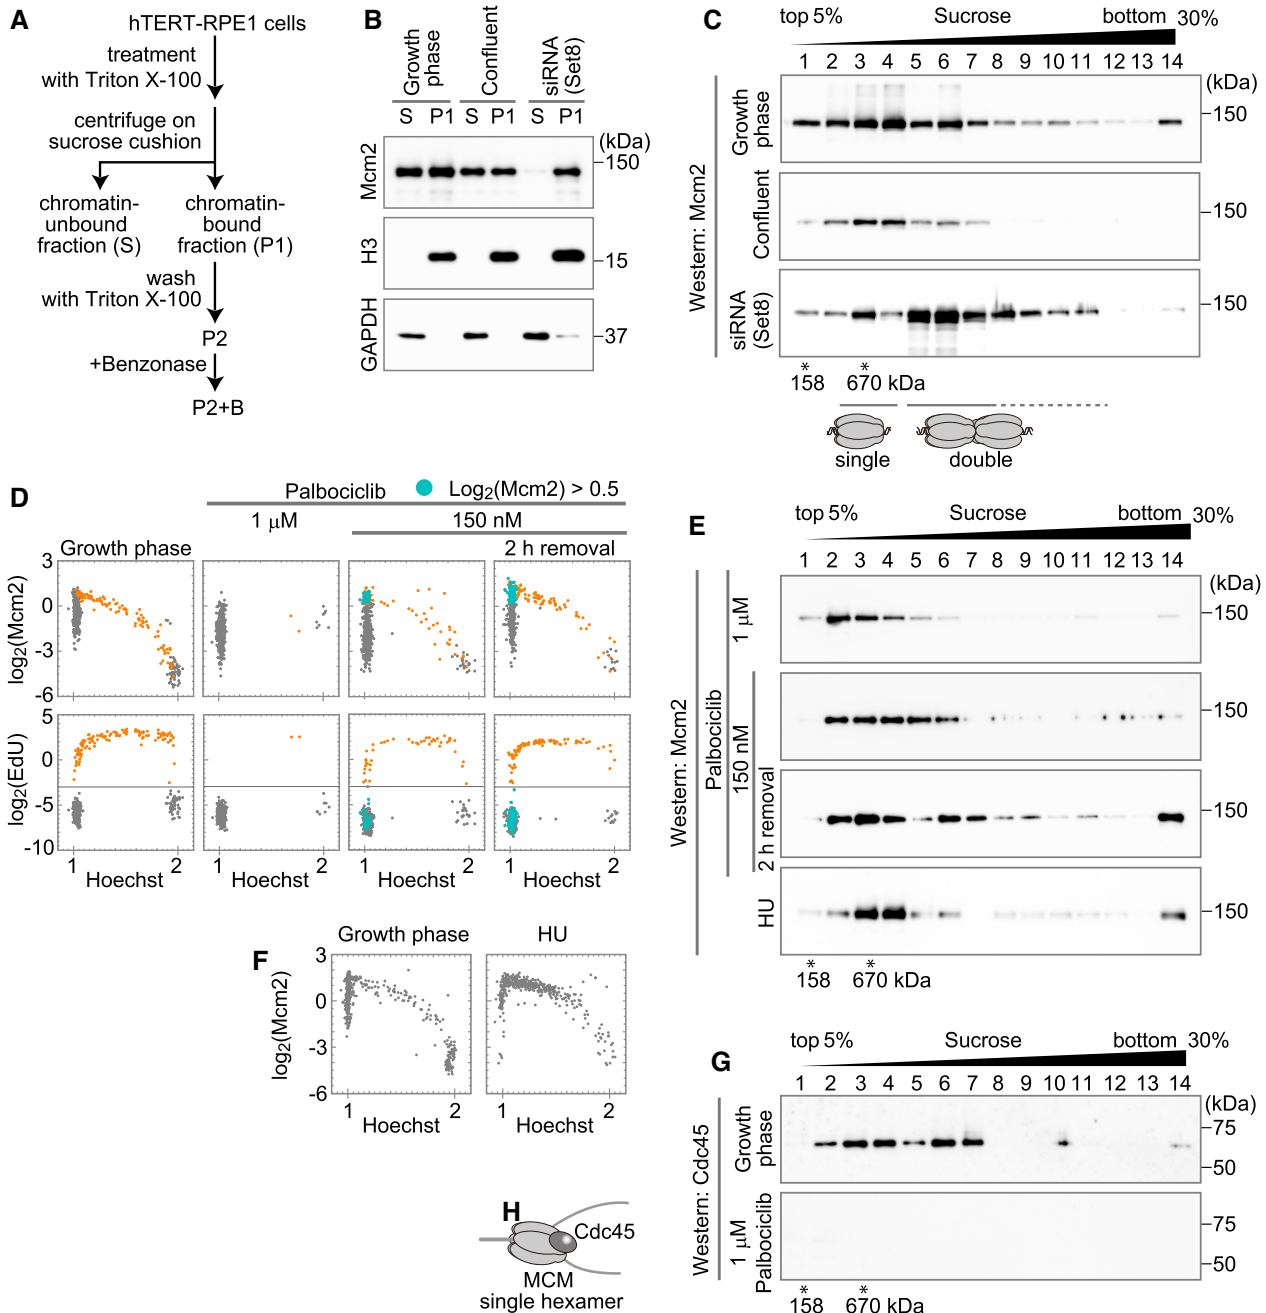 A
hTERT-RPE1 cells
treatment
with Triton X-100
centrifuge on
sucrose cushion
chromatin-
unbound
fraction (S)
chromatin-
bound
fraction (P1)
wash
with Triton X-100
P2
+Benzonase
P2+B
B
Growth
phase
Confluent
siRNA
(Set8)
S P1 S P1 S P1
(kDa)
Mcm2
150
H3
15
GAPDH
37
C
top 5% Sucrose bottom 30%
1 2 3 4 5 6 7 8 9 10 11 12 13 14
(kDa)
Western: Mcm2
Growth
phase
150
Confluent
150
siRNA
(Set8)
150
* *
158 670 kDa
single double
D
Palbociclib Log2(Mcm2) > 0.5
1 µM 150 nM
Growth phase 2 h removal
log2(Mcm2)
3
0
-3
-6
log2(EdU)
5
0
-5
-10
1 2 1 2 1 2 1 2
Hoechst Hoechst Hoechst Hoechst
E
top 5% Sucrose bottom 30%
1 2 3 4 5 6 7 8 9 10 11 12 13 14
(kDa)
Western: Mcm2
Palbociclib
1 µM
150
150 nM
150
2 h removal
150
HU
150
* *
158 670 kDa
F
Growth phase HU
log2(Mcm2)
3
0
-3
-6
1 2 1 2
Hoechst Hoechst
G
top 5% Sucrose bottom 30%
1 2 3 4 5 6 7 8 9 10 11 12 13 14
(kDa)
Western: Cdc45
Growth
phase
75
50
1 µM
Palbociclib
75
50
* *
158 670 kDa
H
Cdc45
MCM
single hexamer